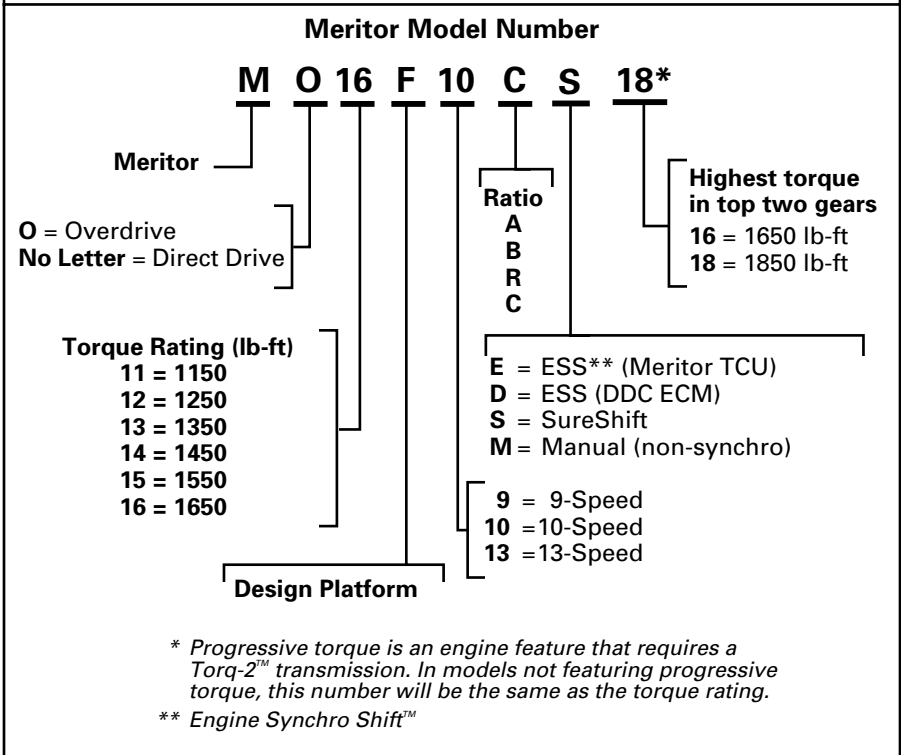 Meritor Model Number
M O 16 F 10 C S 18*
Meritor
O = Overdrive
No Letter = Direct Drive
Torque Rating (lb-ft)
11 = 1150
12 = 1250
13 = 1350
14 = 1450
15 = 1550
16 = 1650
Design Platform
9 = 9-Speed
10 =10-Speed
13 =13-Speed
Ratio
A
B
R
C
E = ESS** (Meritor TCU)
D = ESS (DDC ECM)
S = SureShift
M = Manual (non-synchro)
Highest torque
in top two gears
16 = 1650 lb-ft
18 = 1850 lb-ft
* Progressive torque is an engine feature that requires a
Torq-2™ transmission. In models not featuring progressive
torque, this number will be the same as the torque rating.
** Engine Synchro Shift™